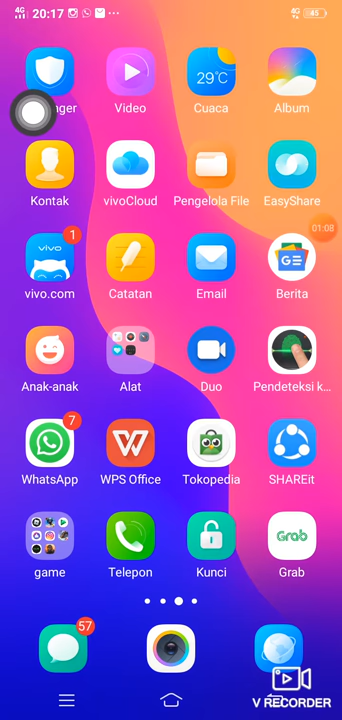 4G 20:17 4G 45
nger Video Cuaca Album
29°C
Kontak vivoCloud Pengelola File EasyShare
01:08
vivo 1 GE
vivo.com Catatan Email Berita
Anak-anak Alat Duo Pendeteksi k...
7
WhatsApp WPS Office Tokopedia SHAREit
Grab
game Telepon Kunci Grab
57
V RECORDER